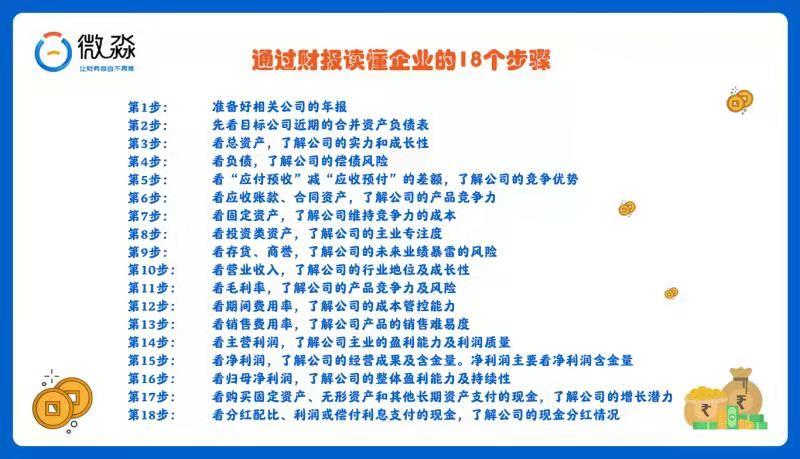 微淼
让财务自由不再难
通过财报读懂企业的18个步骤
第1步： 准备好相关公司的年报
第2步： 先看目标公司近期的合并资产负债表
第3步： 看总资产，了解公司的实力和成长性
第4步： 看负债，了解公司的偿债风险
第5步： 看“应付预收”减“应收预付”的差额，了解公司的竞争优势
第6步： 看应收账款、合同资产，了解公司的产品竞争力
第7步： 看固定资产，了解公司维持竞争力的成本
第8步： 看投资类资产，了解公司的主业专注度
第9步： 看存货、商誉，了解公司的未来业绩暴雷的风险
第10步： 看营业收入，了解公司的行业地位及成长性
第11步： 看毛利率，了解公司的产品竞争力及风险
第12步： 看期间费用率，了解公司的成本管控能力
第13步： 看销售费用率，了解公司产品的销售难易度
第14步： 看主营利润，了解公司主业的盈利能力及利润质量
第15步： 看净利润，了解公司的经营成果及含金量。净利润主要看净利润含金量
第16步： 看归母净利润，了解公司的整体盈利能力及持续性
第17步： 看购买固定资产、无形资产和其他长期资产支付的现金，了解公司的增长潜力
第18步： 看分红配比、利润或偿付利息支付的现金，了解公司的现金分红情况